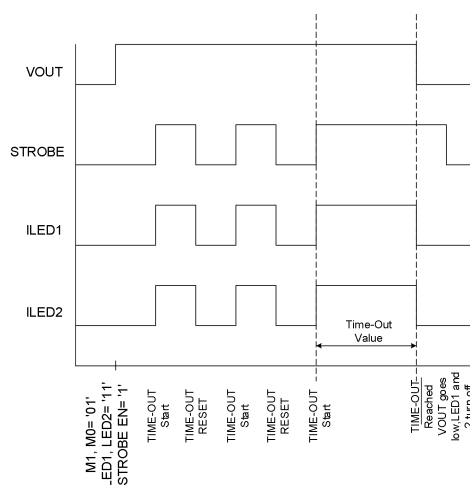 VOUT
STROBE
ILED1
ILED2
Time-Out
Value
M1, M0= '01'
LED1, LED2= '11'
STROBE EN= '1'
TIME-OUT
Start
TIME-OUT
RESET
TIME-OUT
Start
TIME-OUT
RESET
TIME-OUT
Start
TIME-OUT
Reached
VOUT goes
low,LED1 and
2 turn off